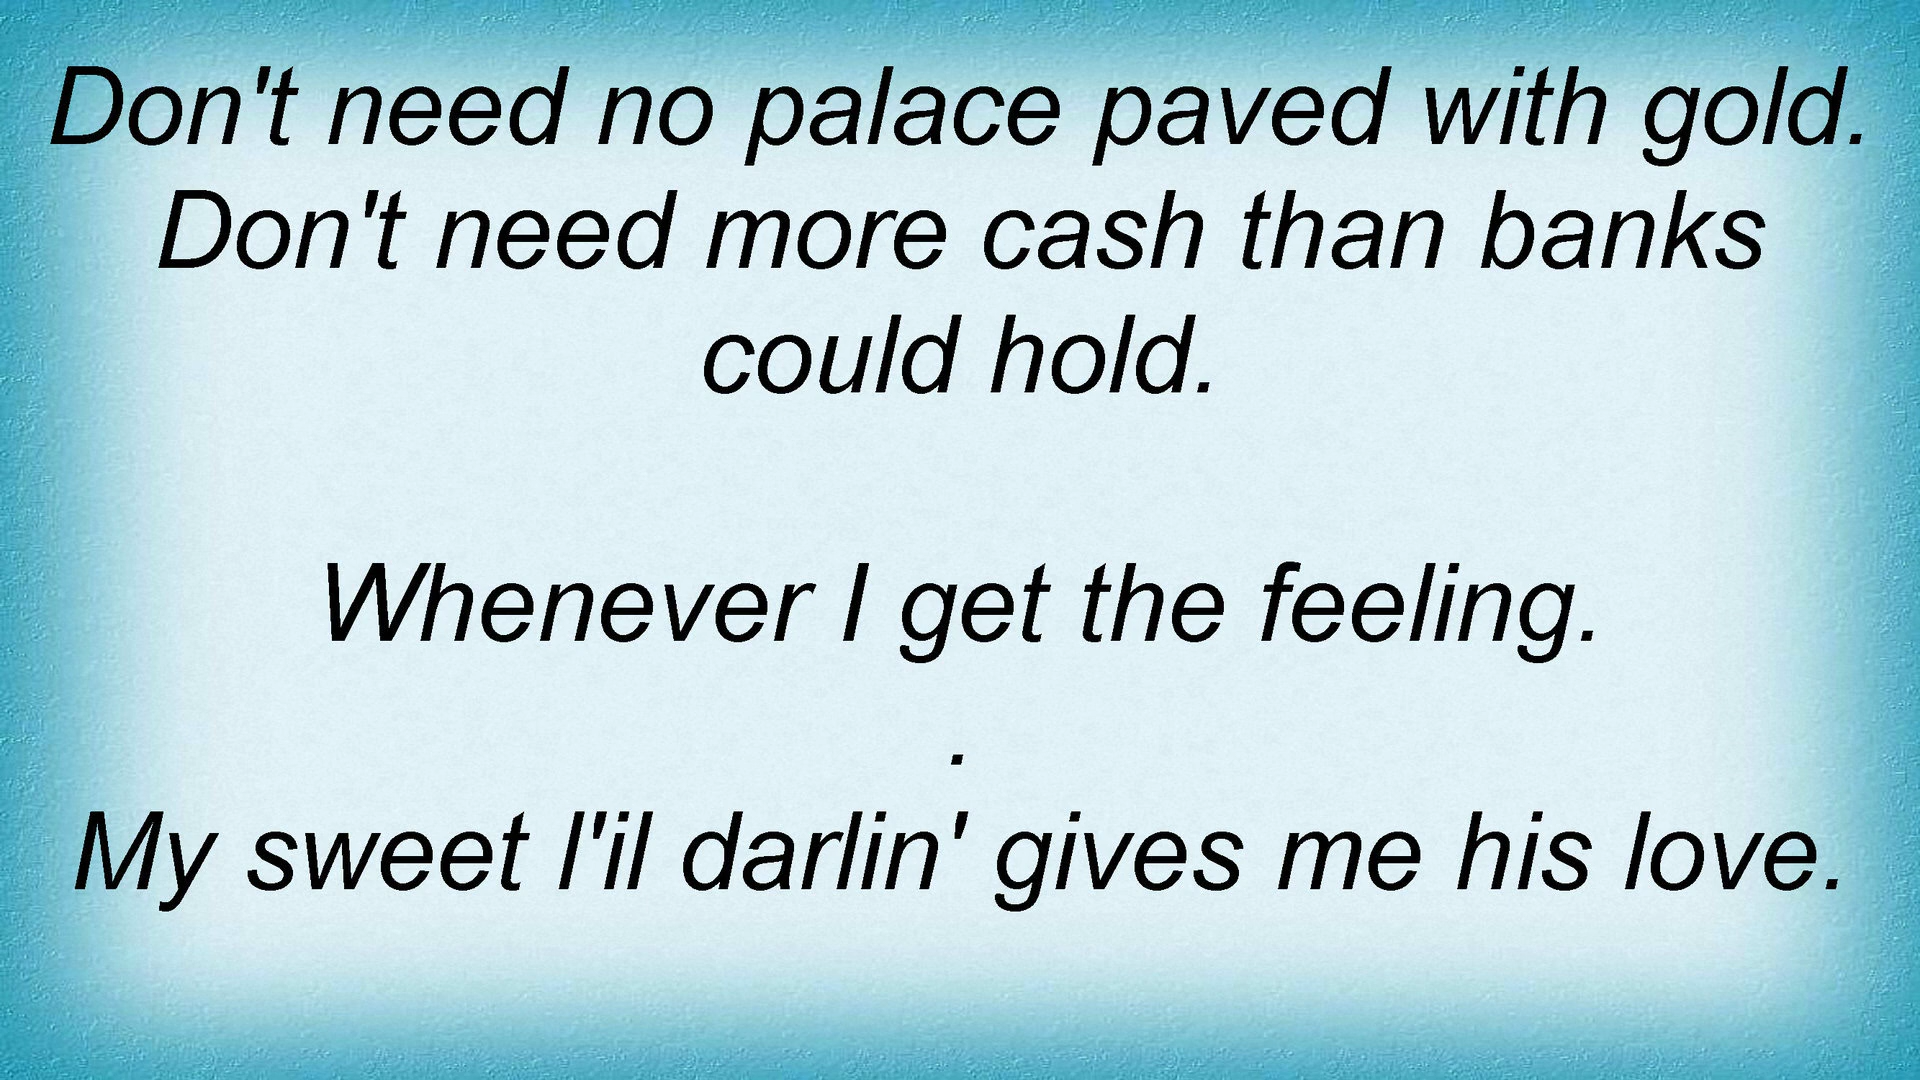 Don't need no palace paved with gold.
Don't need more cash than banks
could hold.
Whenever I get the feeling.
.
My sweet l'il darlin' gives me his love.